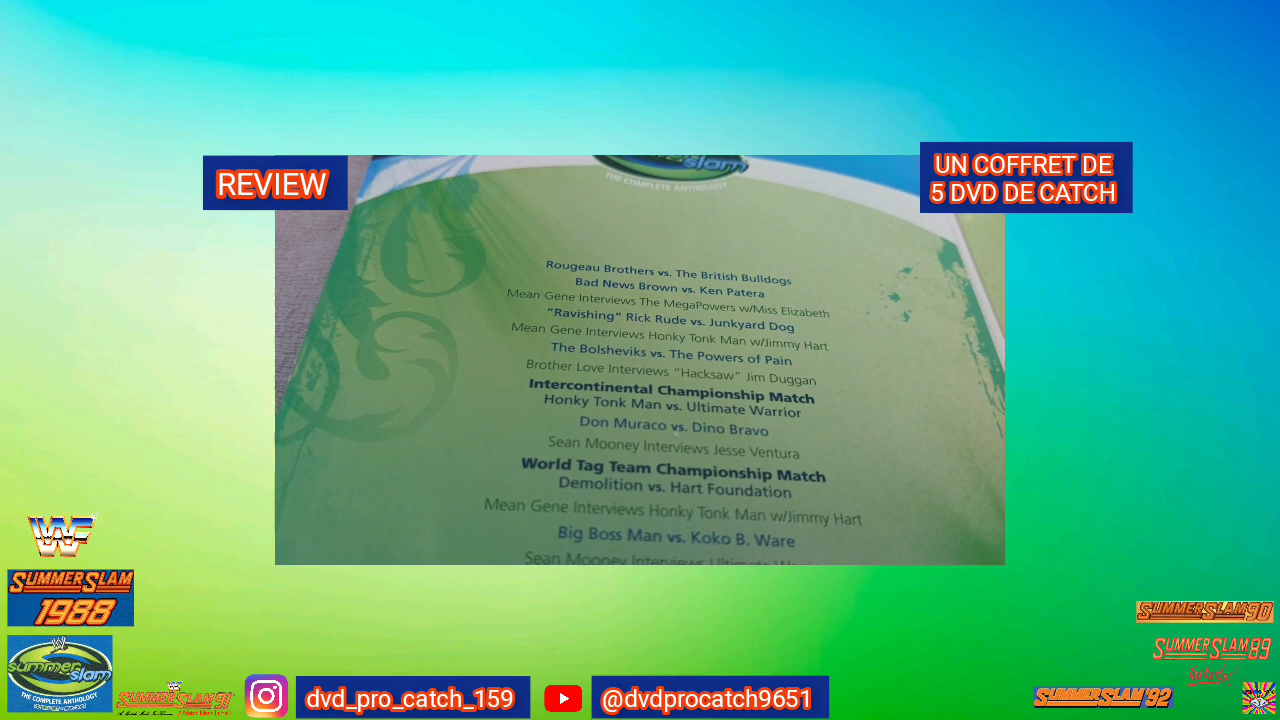 REVIEW
UN COFFRET DE
5 DVD DE CATCH
summerslam
THE COMPLETE ANTHOLOGY
Rougeau Brothers vs. The British Bulldogs
Bad News Brown vs. Ken Patera
Mean Gene Interviews The MegaPowers w/Miss Elizabeth
"Ravishing" Rick Rude vs. Junkyard Dog
Mean Gene Interviews Honky Tonk Man w/Jimmy Hart
The Bolsheviks vs. The Powers of Pain
Brother Love Interviews "Hacksaw" Jim Duggan
Intercontinental Championship Match
Honky Tonk Man vs. Ultimate Warrior
Don Muraco vs. Dino Bravo
Sean Mooney Interviews Jesse Ventura
World Tag Team Championship Match
Demolition vs. Hart Foundation
Mean Gene Interviews Honky Tonk Man w/Jimmy Hart
Big Boss Man vs. Koko B. Ware
Sean Mooney Interviews Ultimate
WF
SUMMERSLAM
1988
summerslam
THE COMPLETE ANTHOLOGY
SUMMERSLAM 91
SUMMERSLAM 90
SUMMERSLAM 89
SUMMERSLAM '92
dvd_pro_catch_159
@dvdprocatch9651